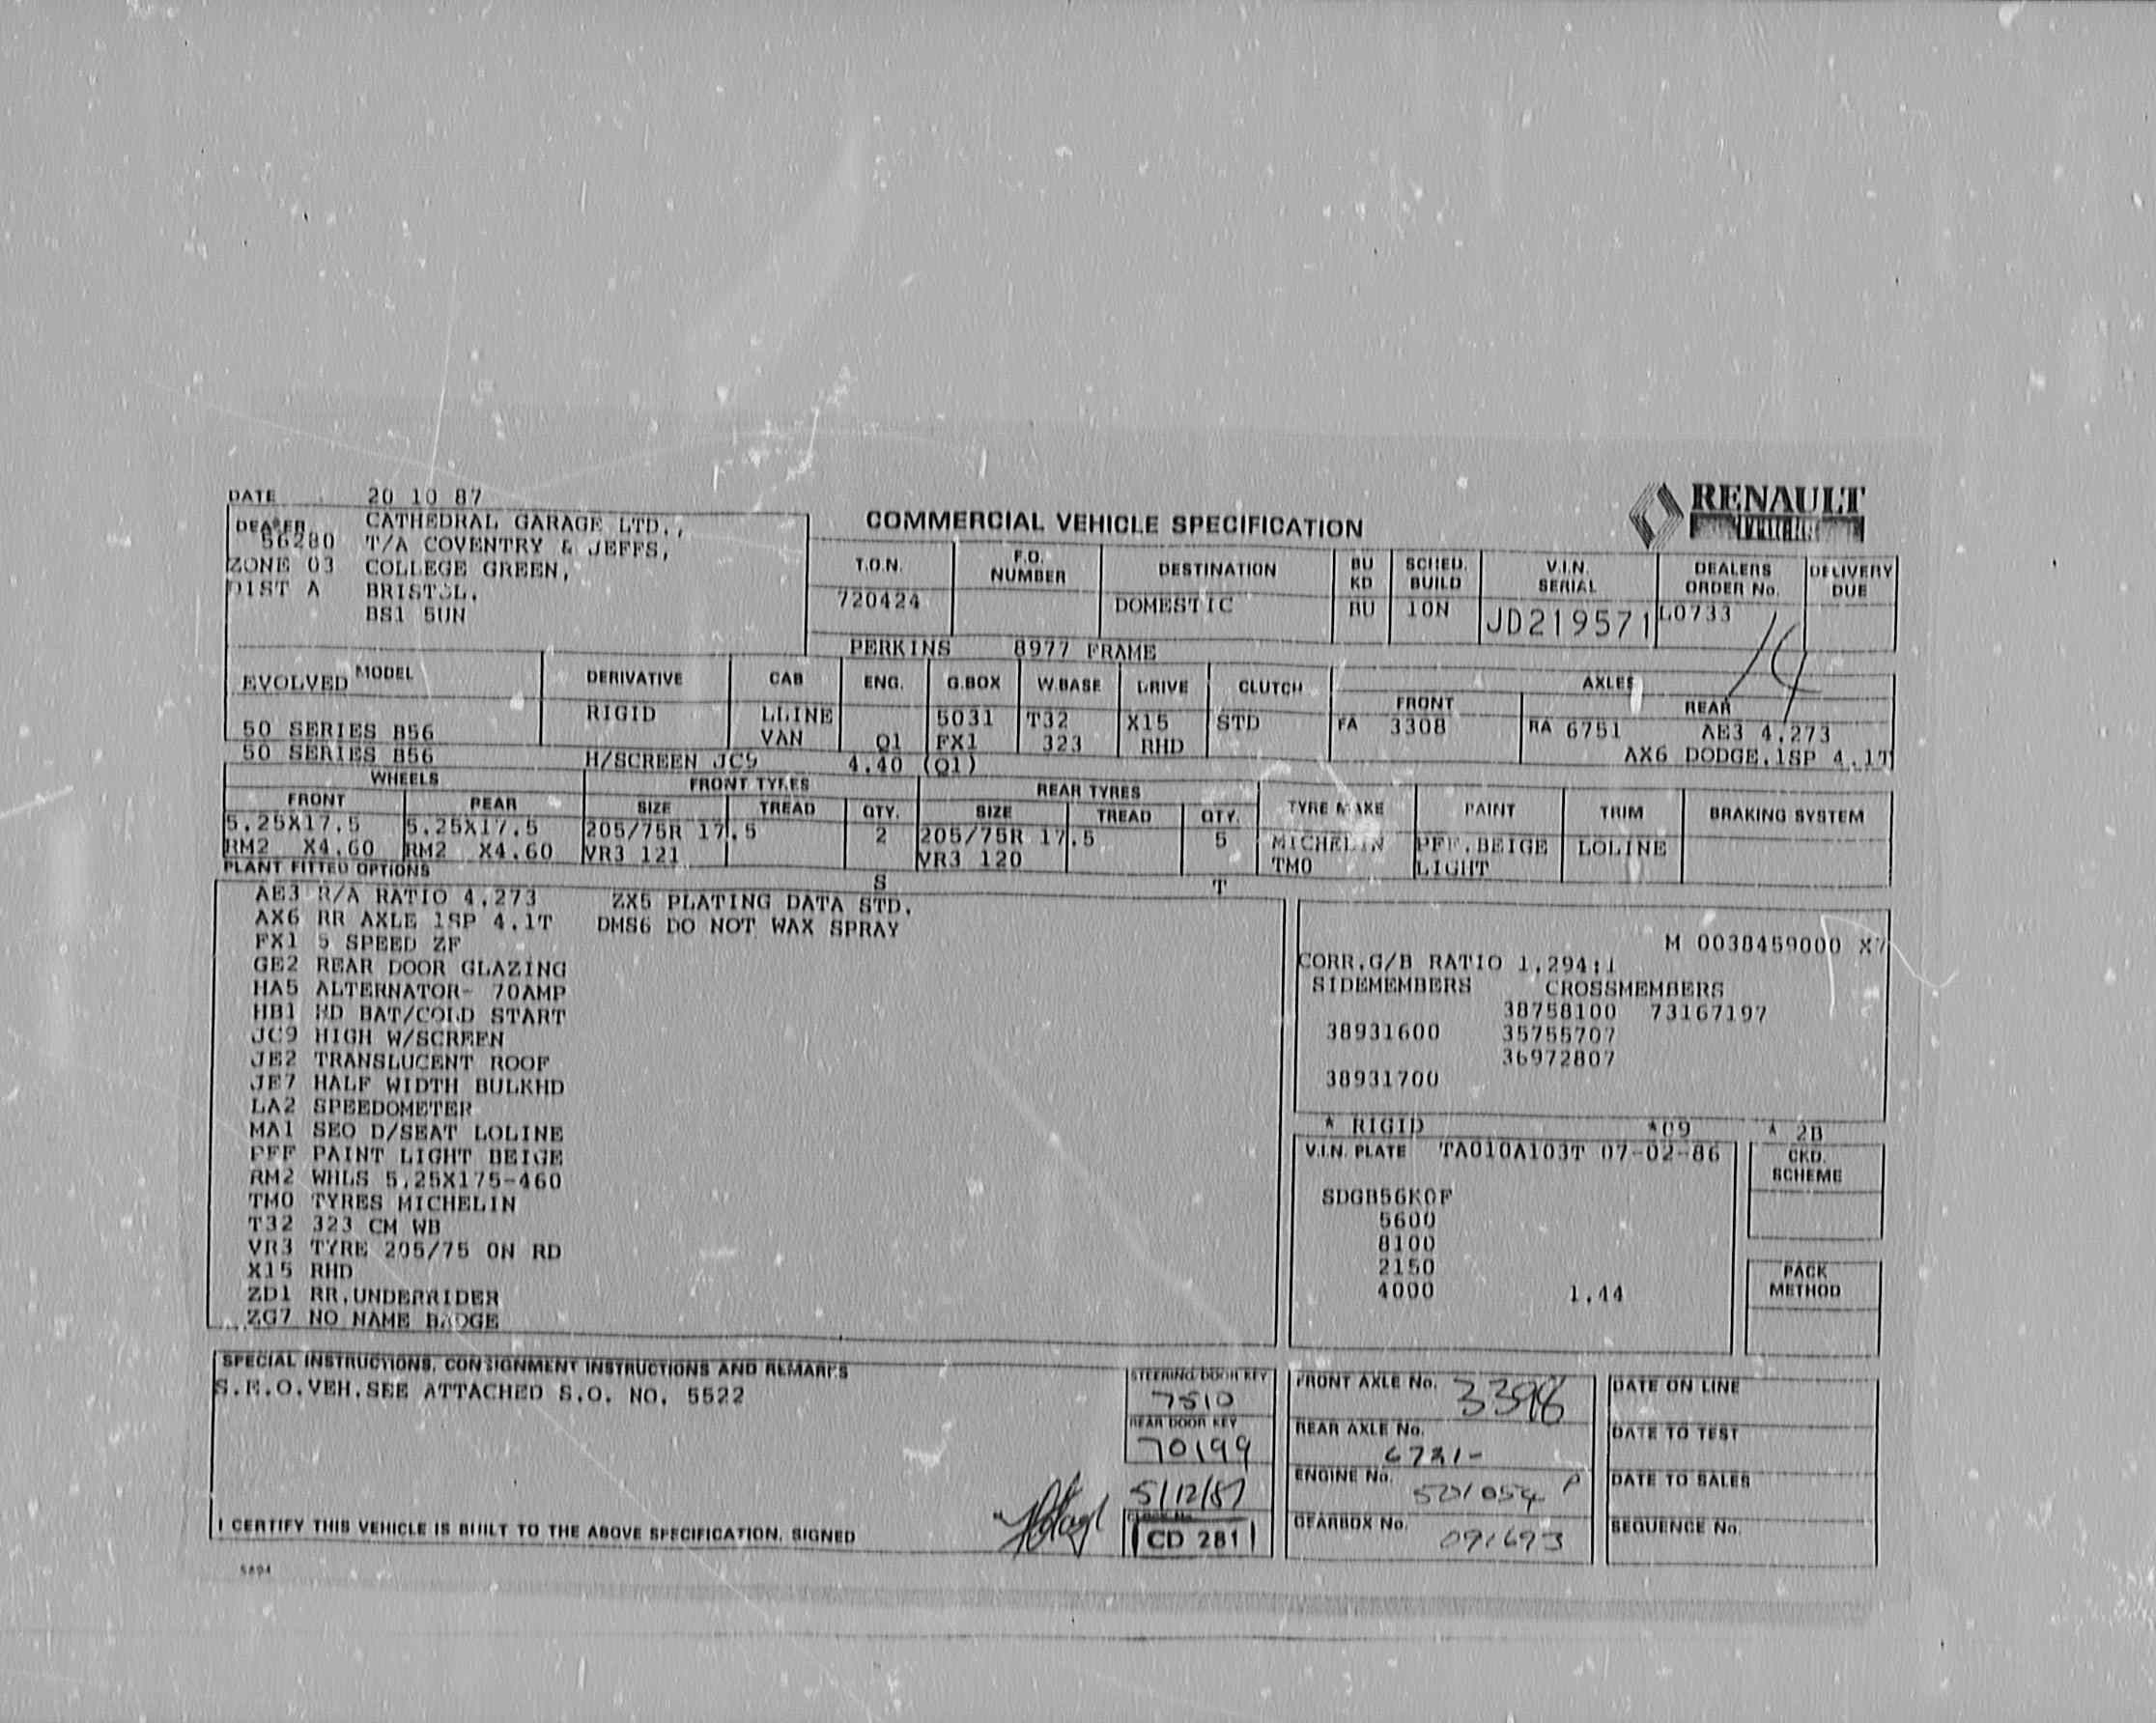 DATE 20 10 87
RENAULT
COMMERCIAL VEHICLE SPECIFICATION
DEALER CATHEDRAL GARAGE LTD.,
56280 T/A COVENTRY & JEFFS,
ZONE 03 COLLEGE GREEN,
DIST A BRISTOL.
BS1 5UN
T.O.N. F.O. NUMBER DESTINATION BU KD SCHED. BUILD V.I.N. SERIAL DEALERS ORDER No. DELIVERY DUE
720424 DOMESTIC BU 10N JD219571 L0733
14
PERKINS 8977 FRAME
EVOLVED MODEL DERIVATIVE CAB ENG. G.BOX W.BASE DRIVE CLUTCH AXLES
FRONT REAR
RIGID LLINE 5031 T32 X15 STD FA 3308 RA 6751 AE3 4.273
50 SERIES B56 VAN Q1 FX1 323 RHD
50 SERIES B56 H/SCREEN JC9 4.40 (Q1) AX6 DODGE.1SP 4.1T
WHEELS FRONT TYRES REAR TYRES
FRONT REAR SIZE TREAD QTY. SIZE TREAD QTY. TYRE MAKE PAINT TRIM BRAKING SYSTEM
5.25X17.5 5.25X17.5 205/75R 17.5 2 205/75R 17.5 5 MICHELIN PFF.BEIGE LOLINE
RM2 X4.60 RM2 X4.60 VR3 121 VR3 120 TMO LIGHT
PLANT FITTED OPTIONS S T
AE3 R/A RATIO 4.273 ZX5 PLATING DATA STD.
AX6 RR AXLE 1SP 4.1T DMS6 DO NOT WAX SPRAY
FX1 5 SPEED ZF
GE2 REAR DOOR GLAZING
HA5 ALTERNATOR- 70AMP
HB1 HD BAT/COLD START
JC9 HIGH W/SCREEN
JE2 TRANSLUCENT ROOF
JE7 HALF WIDTH BULKHD
LA2 SPEEDOMETER
MA1 SEO D/SEAT LOLINE
PFF PAINT LIGHT BEIGE
RM2 WHLS 5.25X175-460
TMO TYRES MICHELIN
T32 323 CM WB
VR3 TYRE 205/75 ON RD
X15 RHD
ZD1 RR.UNDERRIDER
ZG7 NO NAME BADGE
M 0038459000 X7
CORR.G/B RATIO 1.294:1
SIDEMEMBERS CROSSMEMBERS
38758100 73167197
38931600 35755707
36972807
38931700
* RIGID *09 * 2B
V.I.N. PLATE TA010A103T 07-02-86
SDGB56K0F
5600
8100
2150
4000 1.44
CKD. SCHEME
PACK METHOD
SPECIAL INSTRUCTIONS, CONSIGNMENT INSTRUCTIONS AND REMARKS
S.E.O.VEH.SEE ATTACHED S.O. NO. 5522
STEERING/DOOR KEY
7510
REAR DOOR KEY
70199
5/12/87
CD 281
FRONT AXLE No. 3398
REAR AXLE No.
ENGINE No.
GEARBOX No. 091693
DATE ON LINE
DATE TO TEST
DATE TO SALES
SEQUENCE No.
I CERTIFY THIS VEHICLE IS BUILT TO THE ABOVE SPECIFICATION. SIGNED